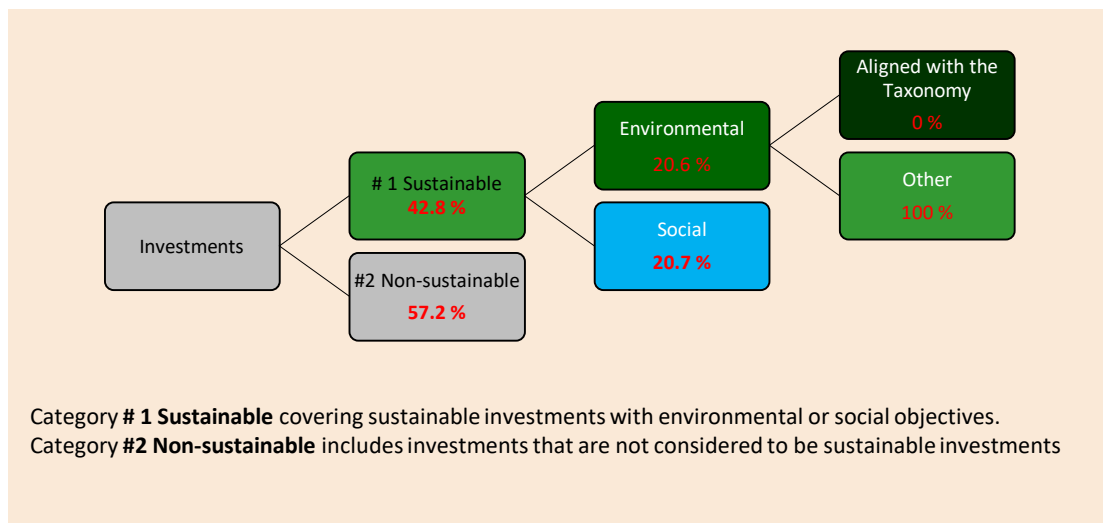 Investments
# 1 Sustainable
42.8 %
#2 Non-sustainable
57.2 %
Environmental
20.6 %
Social
20.7 %
Aligned with the
Taxonomy
0 %
Other
100 %
Category # 1 Sustainable covering sustainable investments with environmental or social objectives.
Category #2 Non-sustainable includes investments that are not considered to be sustainable investments